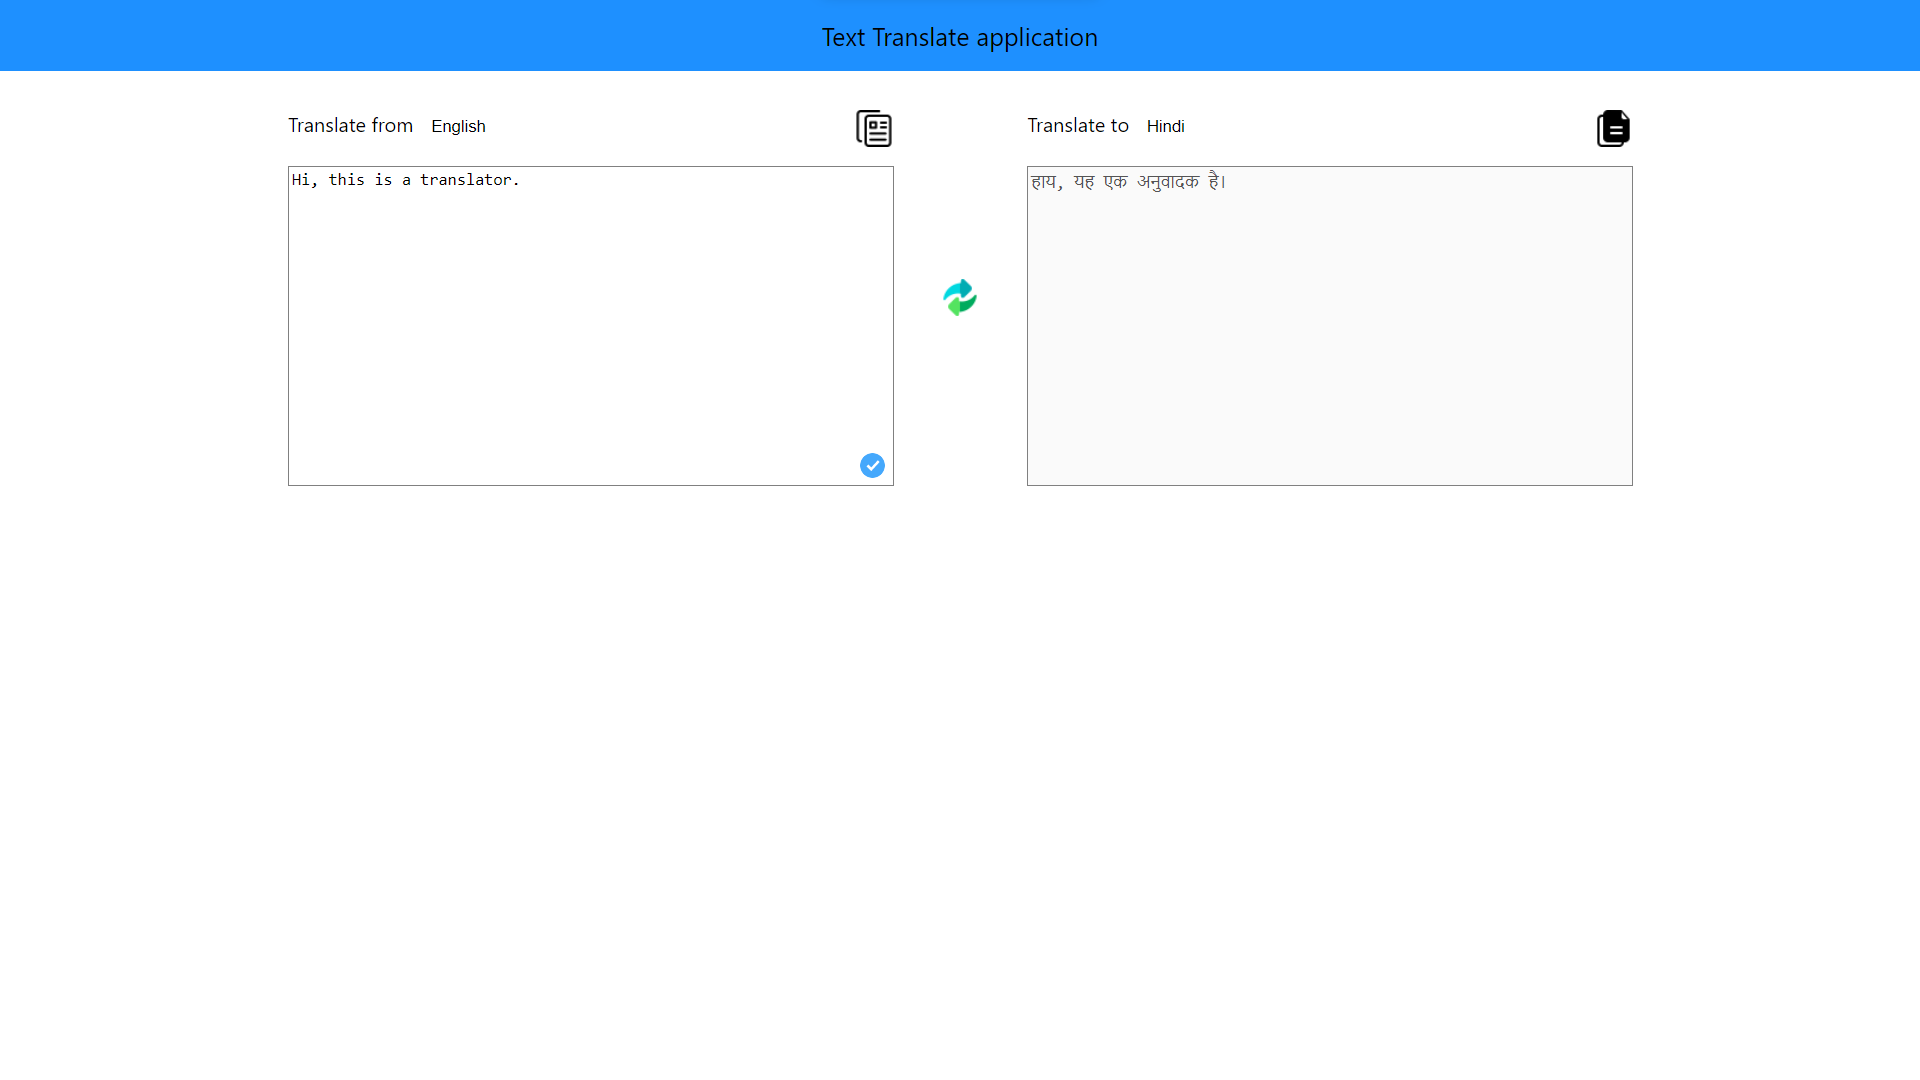 Text Translate application
Translate from English
Hi, this is a translator.
Translate to Hindi
हाय, यह एक अनुवादक है।